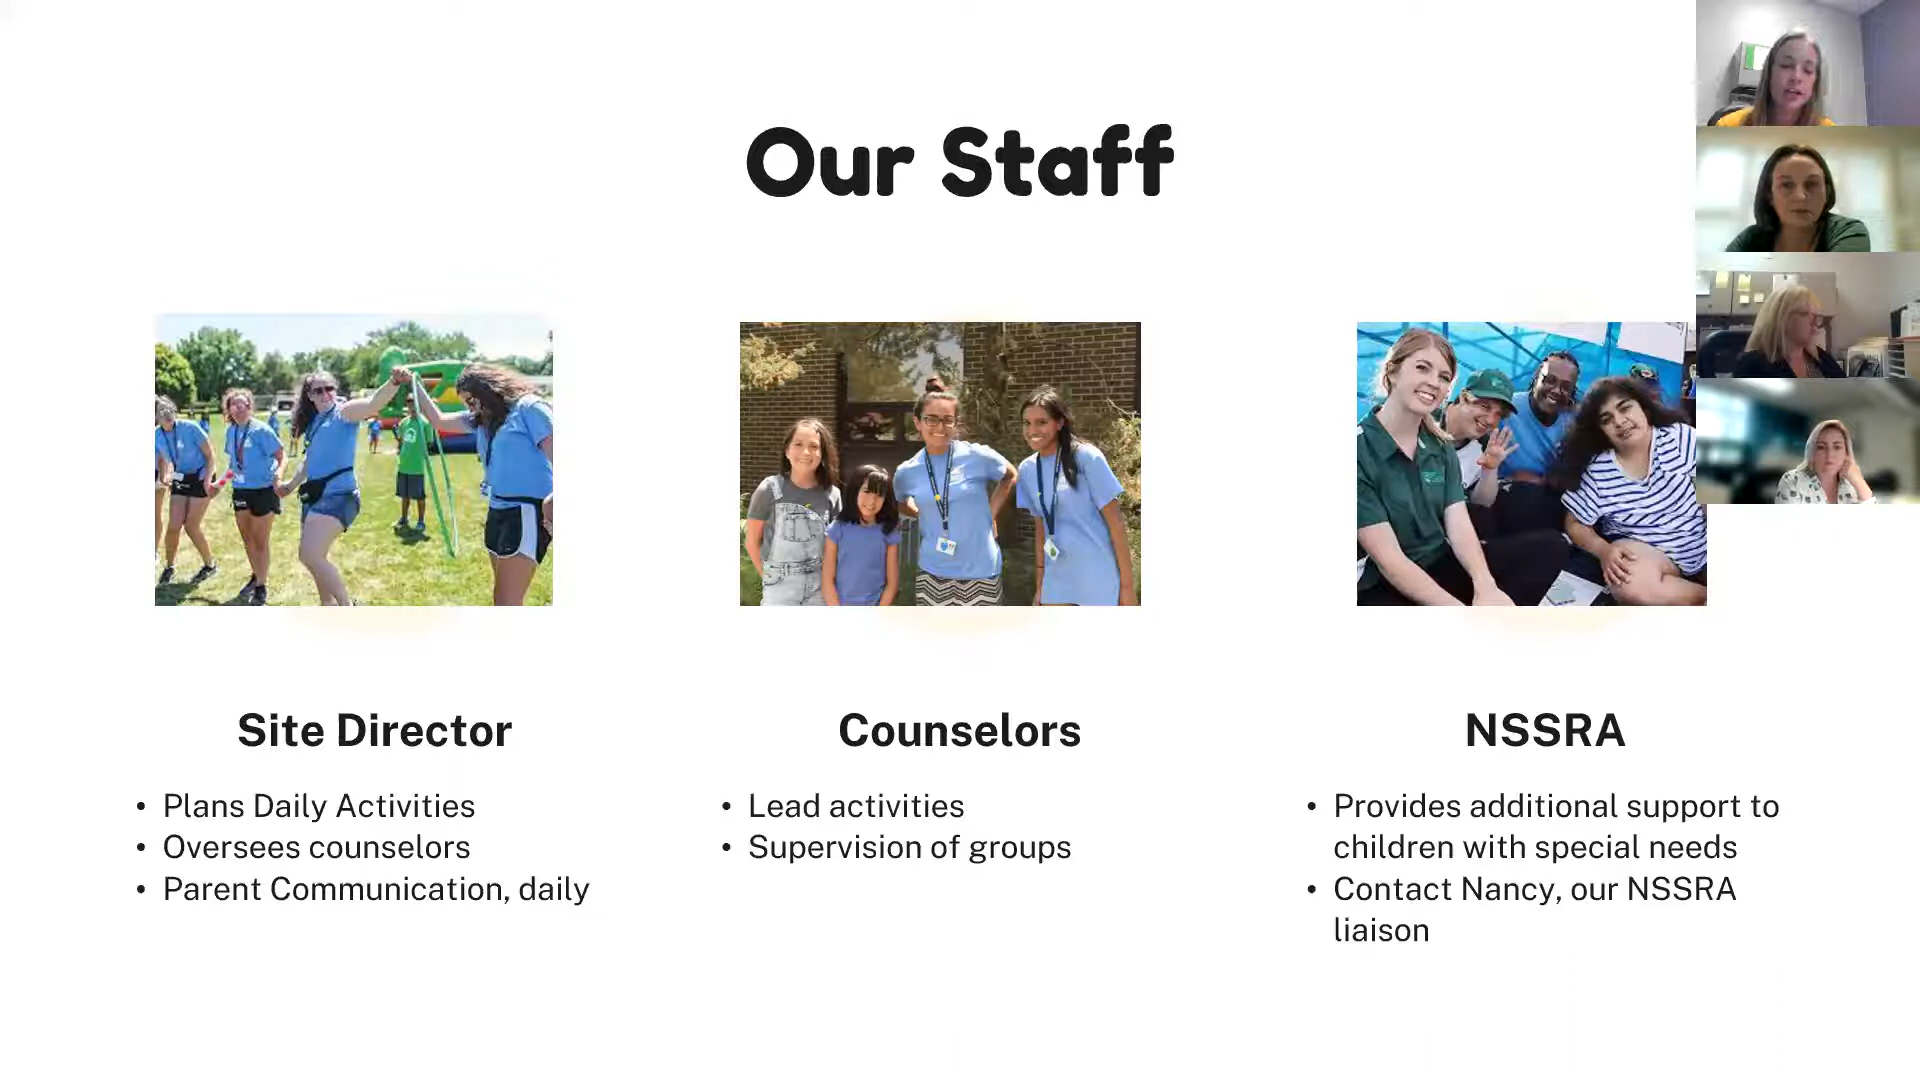 Our Staff
Site Director
• Plans Daily Activities
• Oversees counselors
• Parent Communication, daily
Counselors
• Lead activities
• Supervision of groups
NSSRA
• Provides additional support to
children with special needs
• Contact Nancy, our NSSRA
liaison